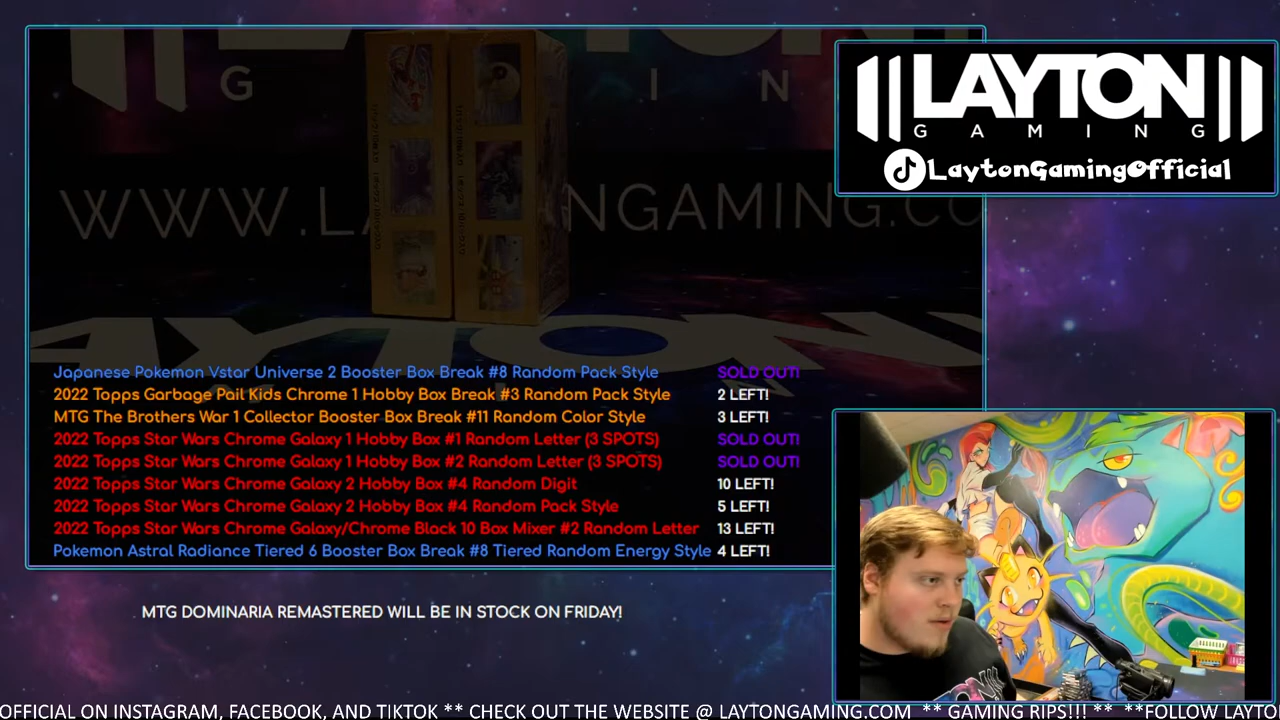 G I N
WWW.LAYTONGAMING.CO
LAYTON
LAYTON
GAMING
LaytonGamingOfficial
Japanese Pokemon Vstar Universe 2 Booster Box Break #8 Random Pack Style SOLD OUT!
2022 Topps Garbage Pail Kids Chrome 1 Hobby Box Break #3 Random Pack Style 2 LEFT!
MTG The Brothers War 1 Collector Booster Box Break #11 Random Color Style 3 LEFT!
2022 Topps Star Wars Chrome Galaxy 1 Hobby Box #1 Random Letter (3 SPOTS) SOLD OUT!
2022 Topps Star Wars Chrome Galaxy 1 Hobby Box #2 Random Letter (3 SPOTS) SOLD OUT!
2022 Topps Star Wars Chrome Galaxy 2 Hobby Box #4 Random Digit 10 LEFT!
2022 Topps Star Wars Chrome Galaxy 2 Hobby Box #4 Random Pack Style 5 LEFT!
2022 Topps Star Wars Chrome Galaxy/Chrome Black 10 Box Mixer #2 Random Letter 13 LEFT!
Pokemon Astral Radiance Tiered 6 Booster Box Break #8 Tiered Random Energy Style 4 LEFT!
MTG DOMINARIA REMASTERED WILL BE IN STOCK ON FRIDAY!
OFFICIAL ON INSTAGRAM, FACEBOOK, AND TIKTOK ** CHECK OUT THE WEBSITE @ LAYTONGAMING.COM ** GAMING RIPS!!! ** **FOLLOW LAYTO